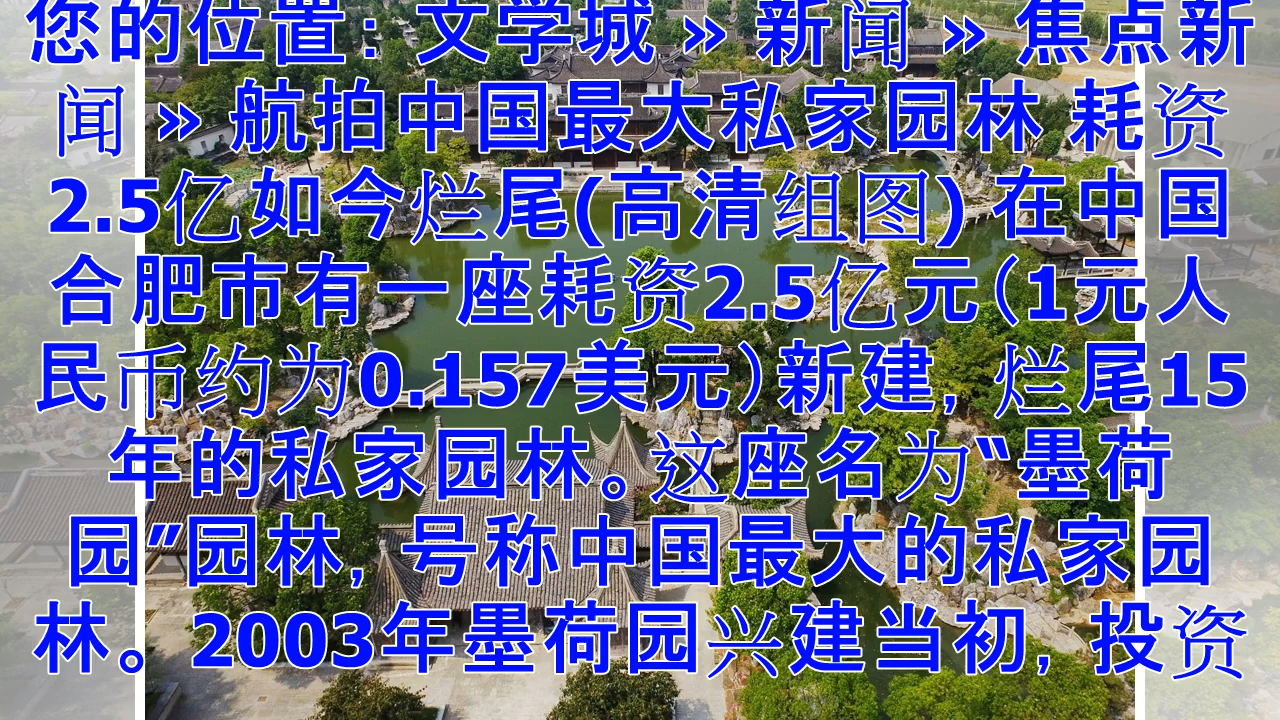 您的位置：文学城 » 新闻 » 焦点新
闻 » 航拍中国最大私家园林 耗资
2.5亿如今烂尾(高清组图) 在中国
合肥市有一座耗资2.5亿元（1元人
民币约为0.157美元）新建，烂尾15
年的私家园林。这座名为“墨荷
园”园林，号称中国最大的私家园
林。2003年墨荷园兴建当初，投资